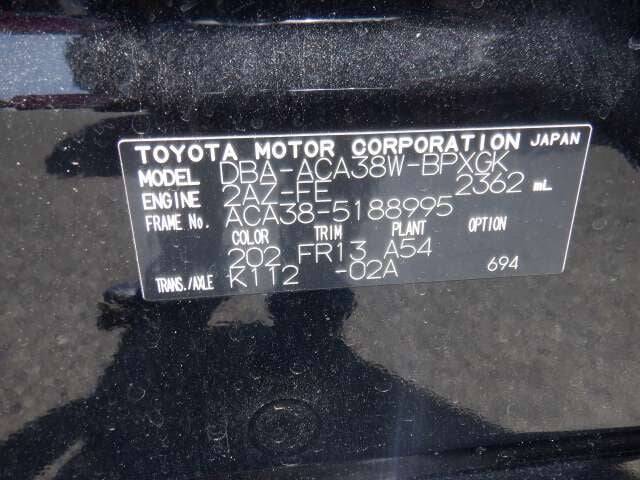 TOYOTA MOTOR CORPORATION JAPAN
MODEL DBA-ACA38W-BPXGK
ENGINE 2AZ-FE 2362 mL
FRAME No. ACA38-5188995
COLOR TRIM PLANT OPTION
202 FR13 A54
TRANS./AXLE K112 -02A 694